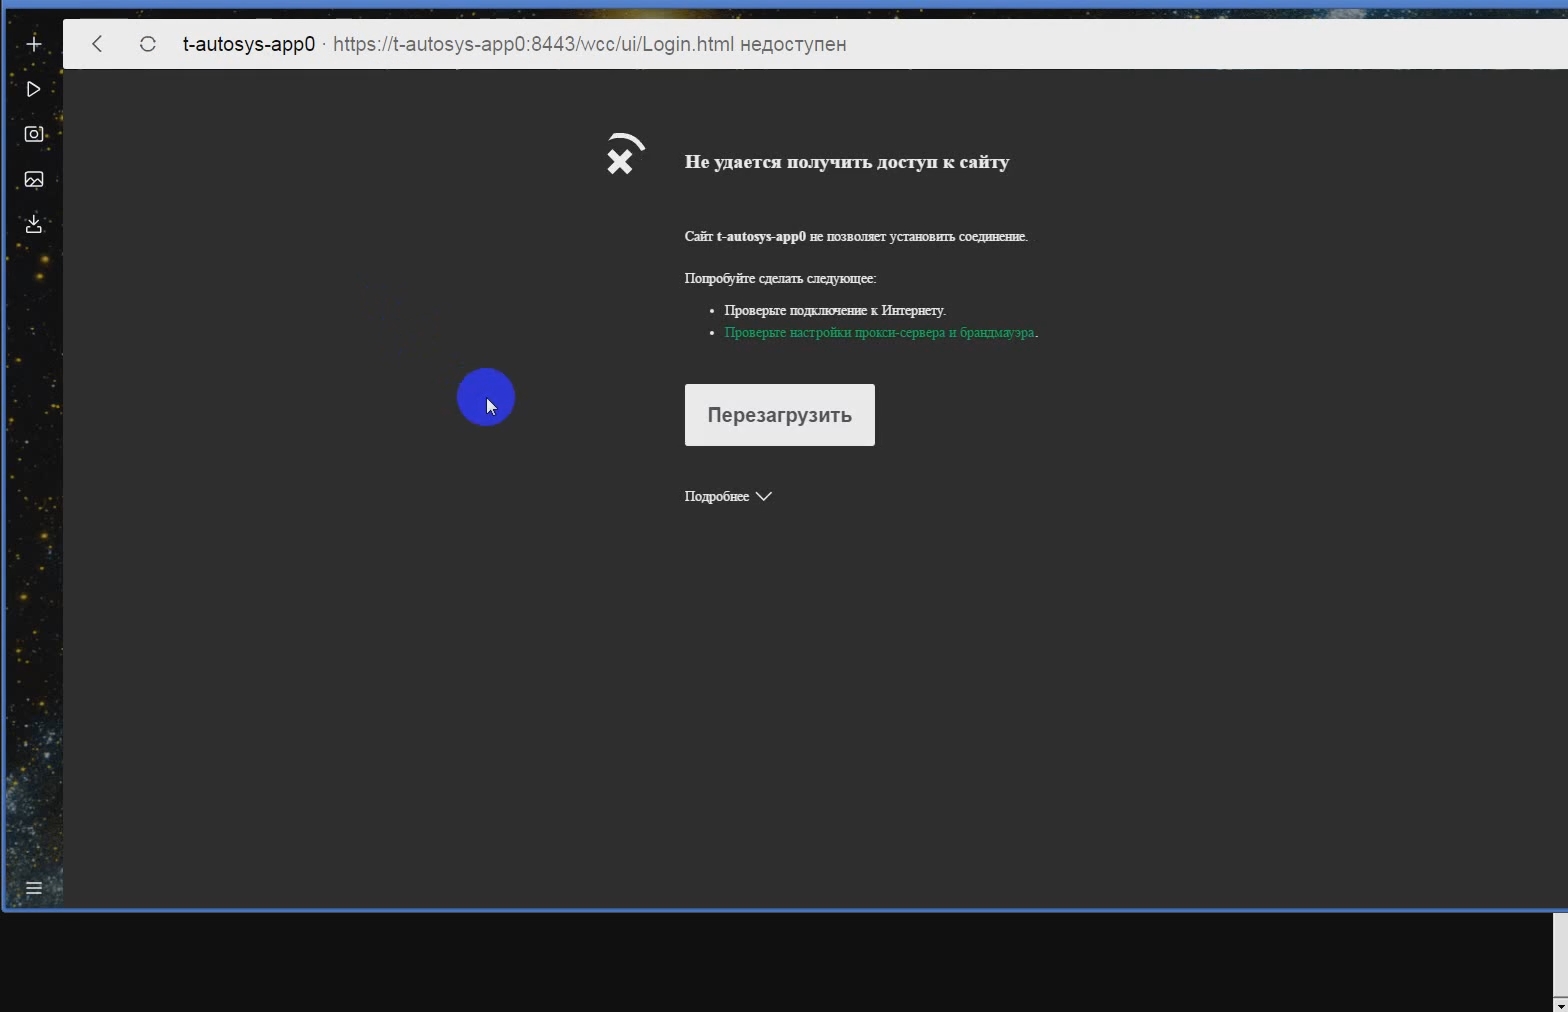 t-autosys-app0 · https://t-autosys-app0:8443/wcc/ui/Login.html недоступен
Не удается получить доступ к сайту
Сайт t-autosys-app0 не позволяет установить соединение.
Попробуйте сделать следующее:
• Проверьте подключение к Интернету.
• Проверьте настройки прокси-сервера и брандмауэра.
Перезагрузить
Подробнее